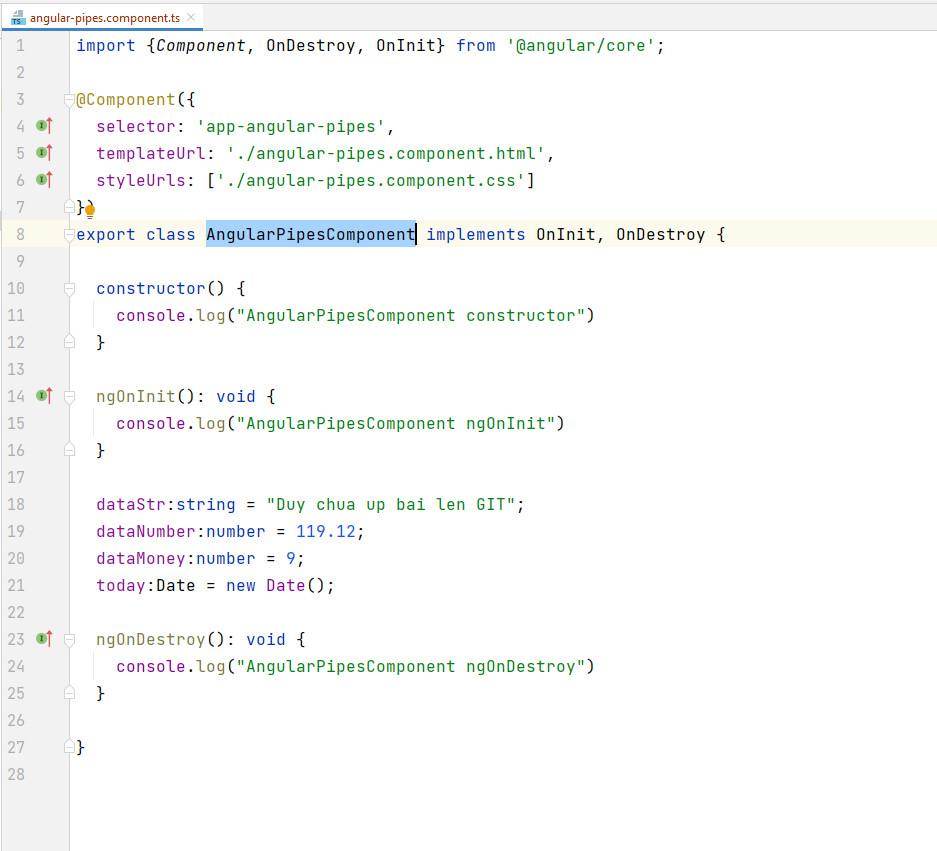 angular-pipes.component.ts
1 import {Component, OnDestroy, OnInit} from '@angular/core';
2
3 @Component({
4   selector: 'app-angular-pipes',
5   templateUrl: './angular-pipes.component.html',
6   styleUrls: ['./angular-pipes.component.css']
7 })
8 export class AngularPipesComponent implements OnInit, OnDestroy {
9
10   constructor() {
11     console.log("AngularPipesComponent constructor")
12   }
13
14   ngOnInit(): void {
15     console.log("AngularPipesComponent ngOnInit")
16   }
17
18   dataStr:string = "Duy chua up bai len GIT";
19   dataNumber:number = 119.12;
20   dataMoney:number = 9;
21   today:Date = new Date();
22
23   ngOnDestroy(): void {
24     console.log("AngularPipesComponent ngOnDestroy")
25   }
26
27 }
28